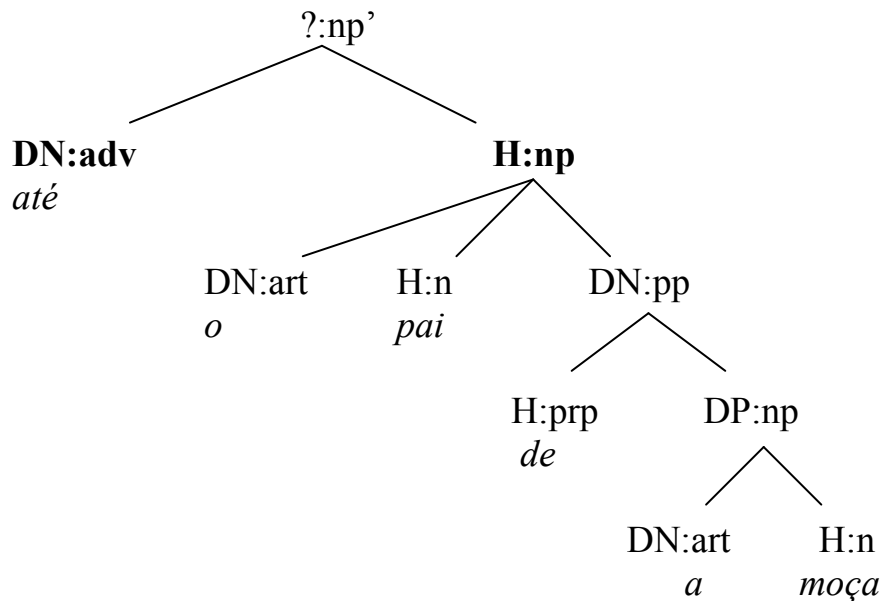 ?:np’
DN:adv H:np
até
DN:art H:n DN:pp
o pai
H:prp DP:np
de
DN:art H:n
a moça